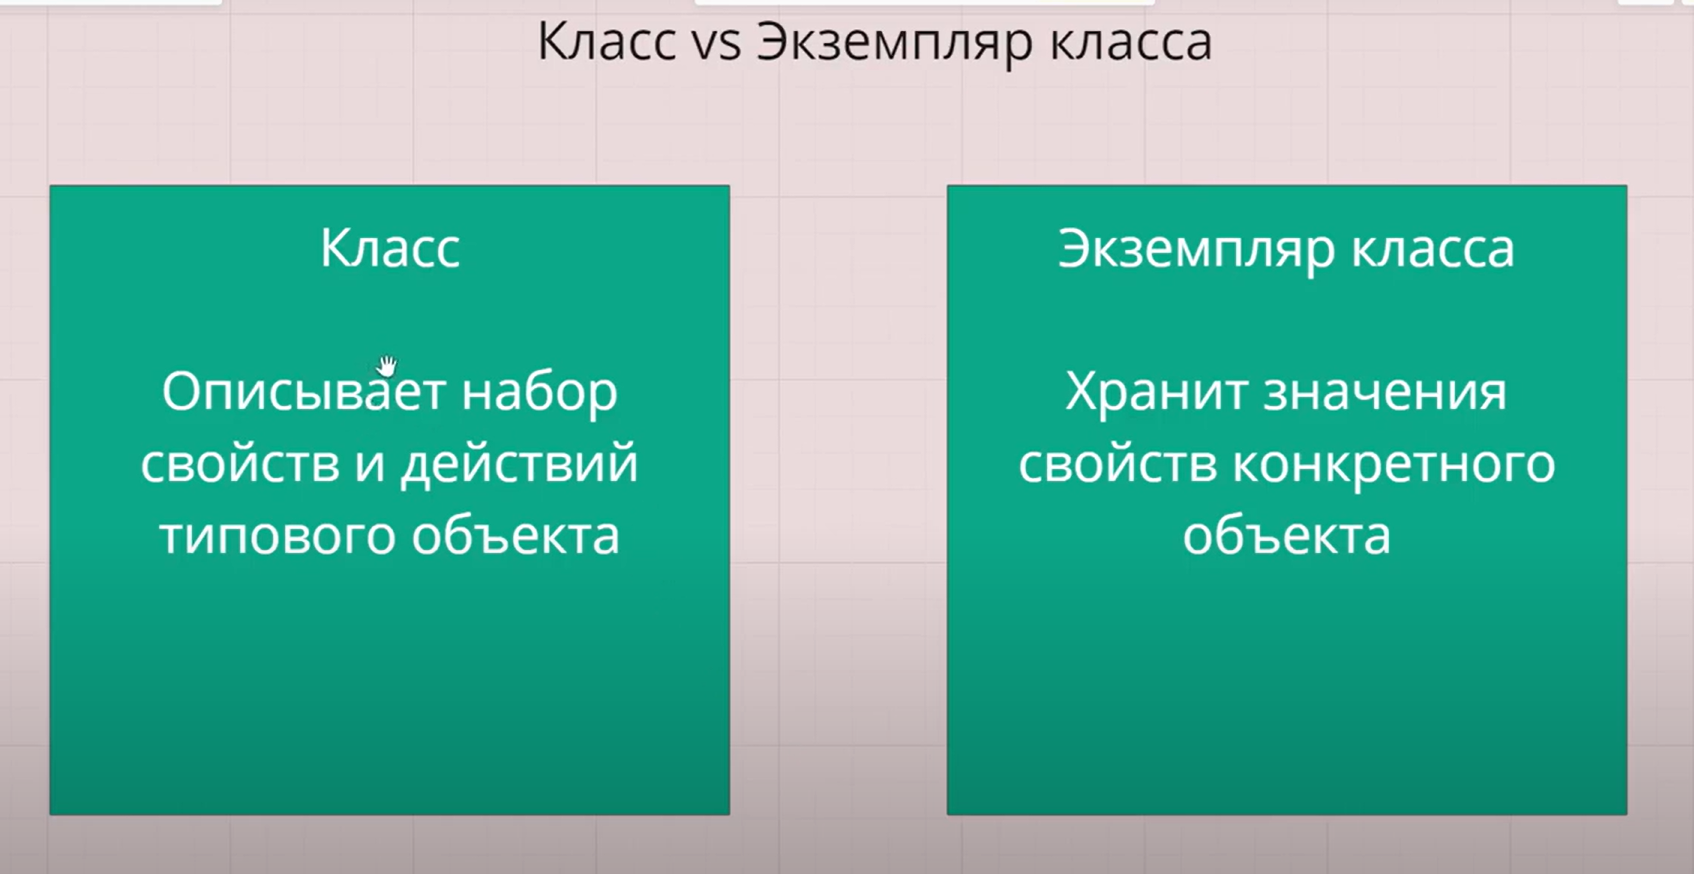 Класс vs Экземпляр класса
Класс
Описывает набор
свойств и действий
типового объекта
Экземпляр класса
Хранит значения
свойств конкретного
объекта